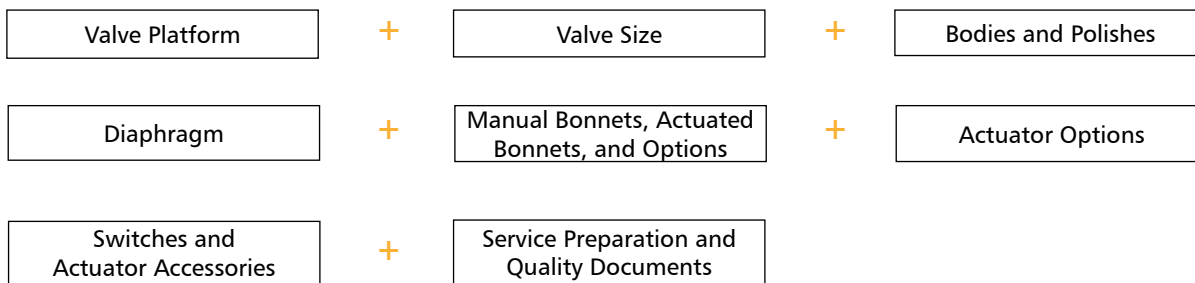 Valve Platform + Valve Size + Bodies and Polishes
Diaphragm + Manual Bonnets, Actuated
Bonnets, and Options + Actuator Options
Switches and
Actuator Accessories + Service Preparation and
Quality Documents